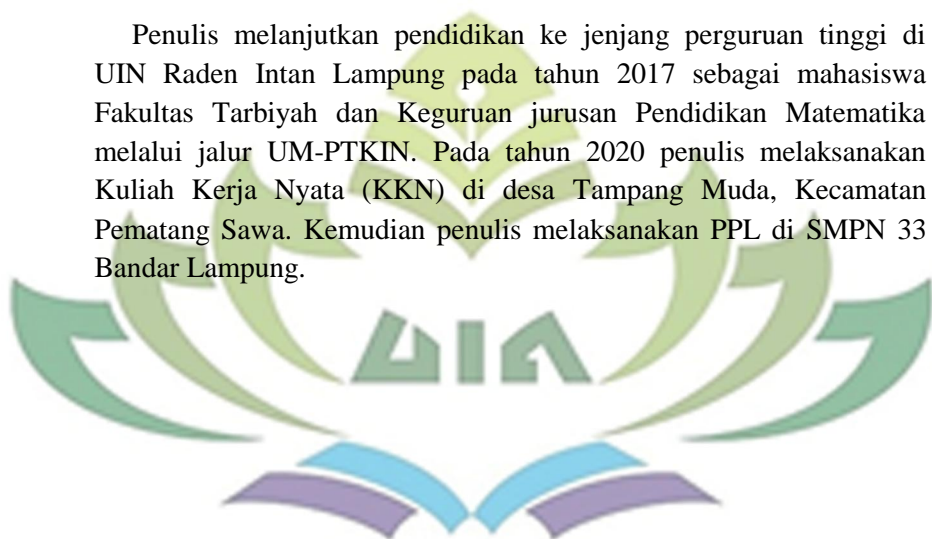 Penulis melanjutkan pendidikan ke jenjang perguruan tinggi di
UIN Raden Intan Lampung pada tahun 2017 sebagai mahasiswa
Fakultas Tarbiyah dan Keguruan jurusan Pendidikan Matematika
melalui jalur UM-PTKIN. Pada tahun 2020 penulis melaksanakan
Kuliah Kerja Nyata (KKN) di desa Tampang Muda, Kecamatan
Pematang Sawa. Kemudian penulis melaksanakan PPL di SMPN 33
Bandar Lampung.
UIN